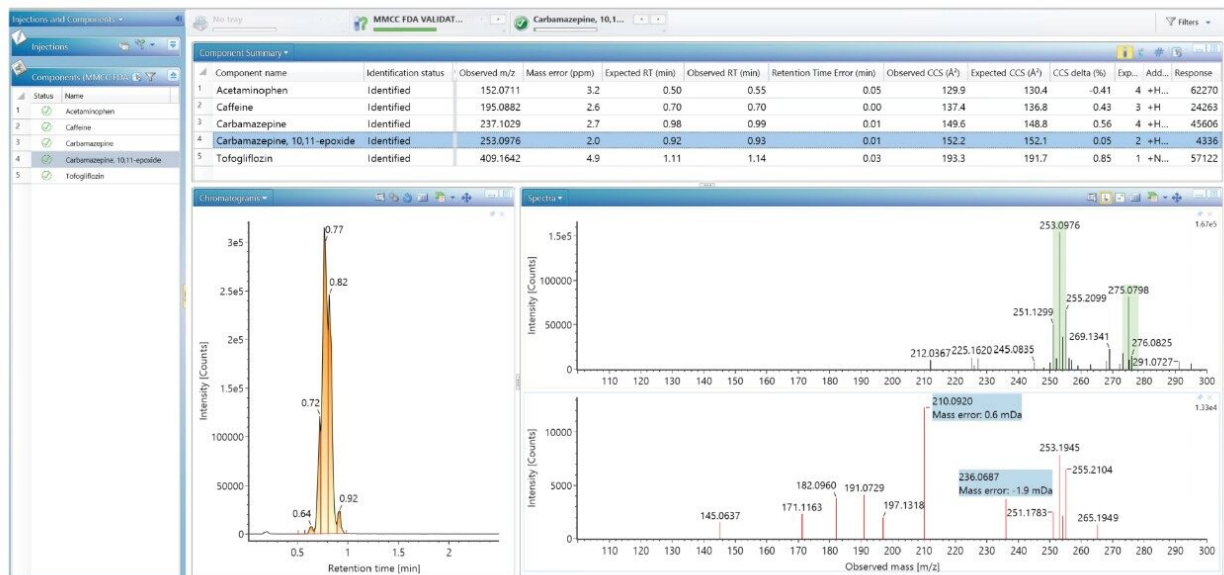 Injections and Components
No tray
MMCC FDA VALIDAT...
Carbamazepine, 10,1...
Filters
Injections
Components (MMCC FDA
Status Name
1 Acetaminophen
2 Caffeine
3 Carbamazepine
4 Carbamazepine, 10,11-epoxide
5 Tofogliflozin
Component Summary
Component name Identification status Observed m/z Mass error (ppm) Expected RT (min) Observed RT (min) Retention Time Error (min) Observed CCS (Å²) Expected CCS (Å²) CCS delta (%) Exp... Add... Response
1 Acetaminophen Identified 152.0711 3.2 0.50 0.55 0.05 129.9 130.4 -0.41 4 +H... 62270
2 Caffeine Identified 195.0882 2.6 0.70 0.70 0.00 137.4 136.8 0.43 3 +H 24263
3 Carbamazepine Identified 237.1029 2.7 0.98 0.99 0.01 149.6 148.8 0.56 4 +H... 45606
4 Carbamazepine, 10,11-epoxide Identified 253.0976 2.0 0.92 0.93 0.01 152.2 152.1 0.05 2 +H... 4336
5 Tofogliflozin Identified 409.1642 4.9 1.11 1.14 0.03 193.3 191.7 0.85 1 +N... 57122
Chromatograms
0.77
3e5
0.82
2.5e5
2e5
1.5e5
0.72
100000
50000
0.64
0.92
0
0.5 1 1.5 2
Intensity [Counts]
Retention time [min]
Spectra
1.67e5
253.0976
1.5e5
100000
275.0798
255.2099
251.1299
50000
269.1341
276.0825
212.0367 225.1620 245.0835
291.0727
0
110 120 130 140 150 160 170 180 190 200 210 220 230 240 250 260 270 280 290 300
Intensity [Counts]
1.33e4
210.0920
Mass error: 0.6 mDa
10000
253.1945
255.2104
236.0687
Mass error: -1.9 mDa
5000
182.0960
191.0729
171.1163
197.1318
251.1783
145.0637
265.1949
0
110 120 130 140 150 160 170 180 190 200 210 220 230 240 250 260 270 280 290 300
Intensity [Counts]
Observed mass [m/z]